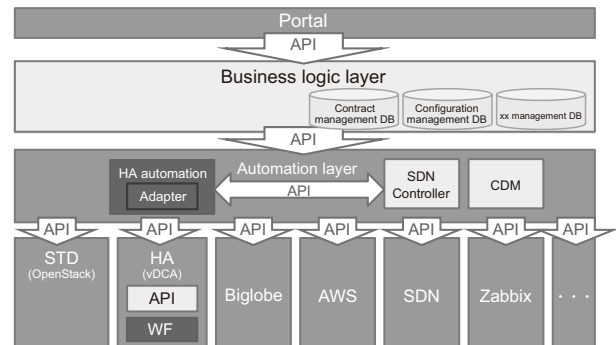 Portal
API
Business logic layer
Contract
management DB
Configuration
management DB
xx management DB
API
Automation layer
HA automation
Adapter
API
SDN
Controller
CDM
API
API
API
API
API
API
API
STD
(OpenStack)
HA
(vDCA)
API
WF
Biglobe
AWS
SDN
Zabbix
· · ·